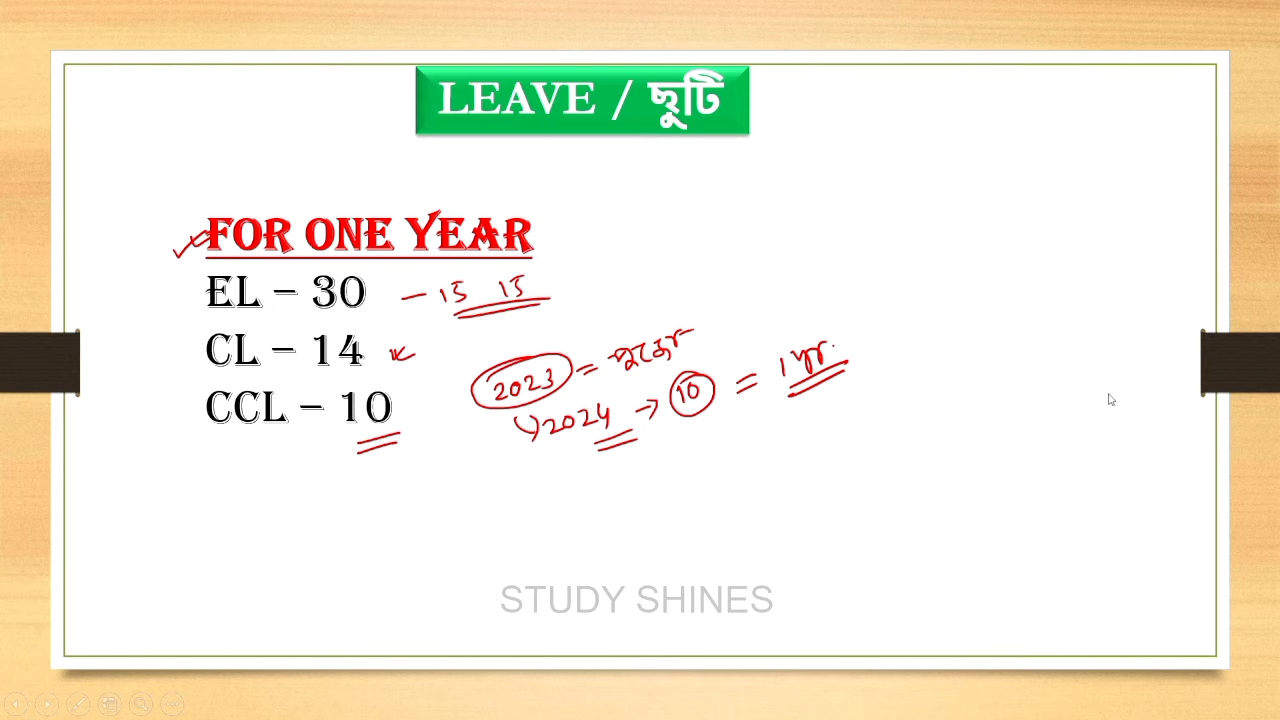 LEAVE / ছুটি
FOR ONE YEAR
EL – 30 – 15 15
CL – 14
CCL – 10
2023 = পুজোর
2024 → 10 = 1 yr.
STUDY SHINES